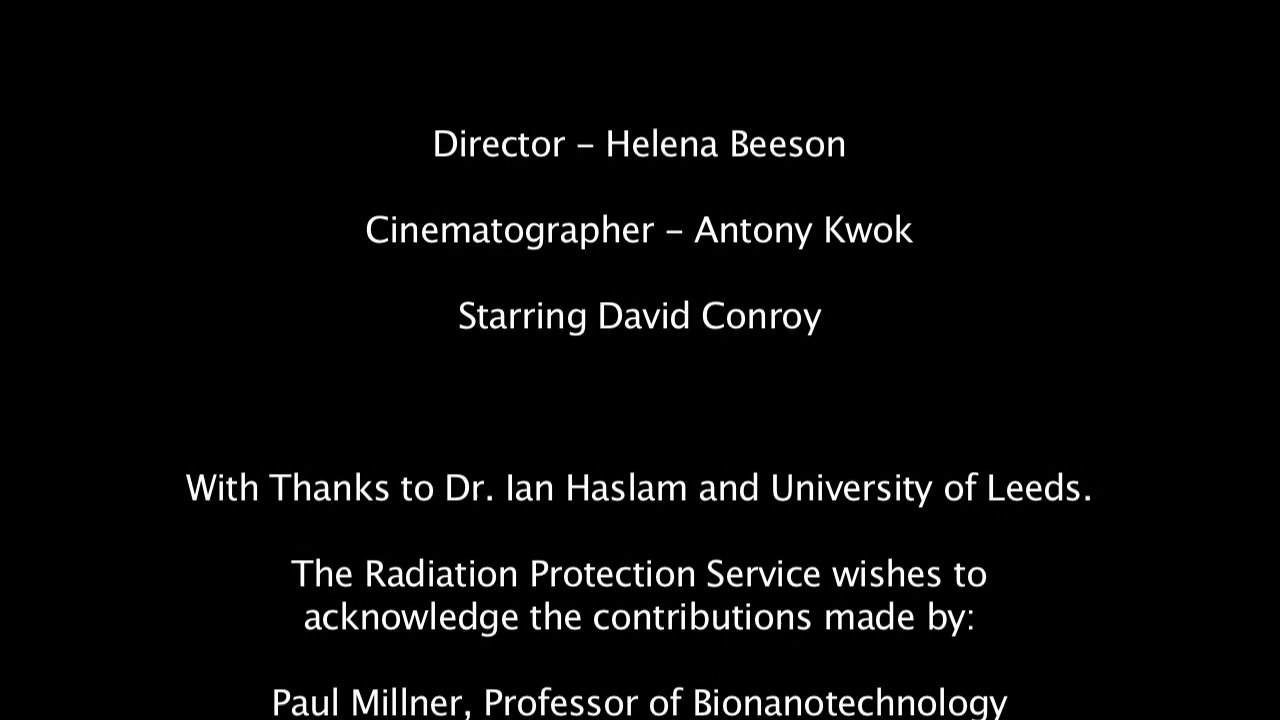 Director – Helena Beeson
Cinematographer – Antony Kwok
Starring David Conroy
With Thanks to Dr. Ian Haslam and University of Leeds.
The Radiation Protection Service wishes to
acknowledge the contributions made by:
Paul Millner, Professor of Bionanotechnology